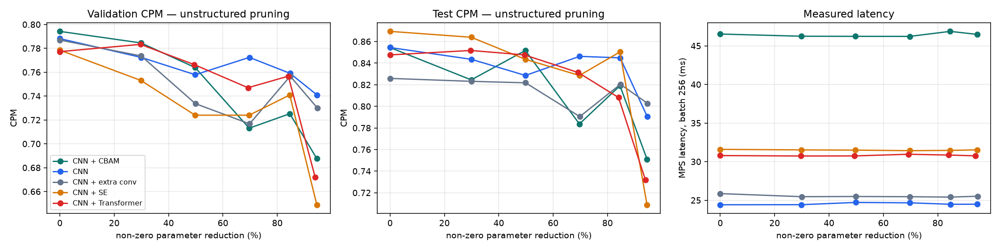 Validation CPM — unstructured pruning
CPM
0.80
0.78
0.76
0.74
0.72
0.70
0.68
0.66
CNN + CBAM
CNN
CNN + extra conv
CNN + SE
CNN + Transformer
0 20 40 60 80
non-zero parameter reduction (%)
Test CPM — unstructured pruning
CPM
0.86
0.84
0.82
0.80
0.78
0.76
0.74
0.72
0 20 40 60 80
non-zero parameter reduction (%)
Measured latency
MPS latency, batch 256 (ms)
45
40
35
30
25
0 20 40 60 80
non-zero parameter reduction (%)